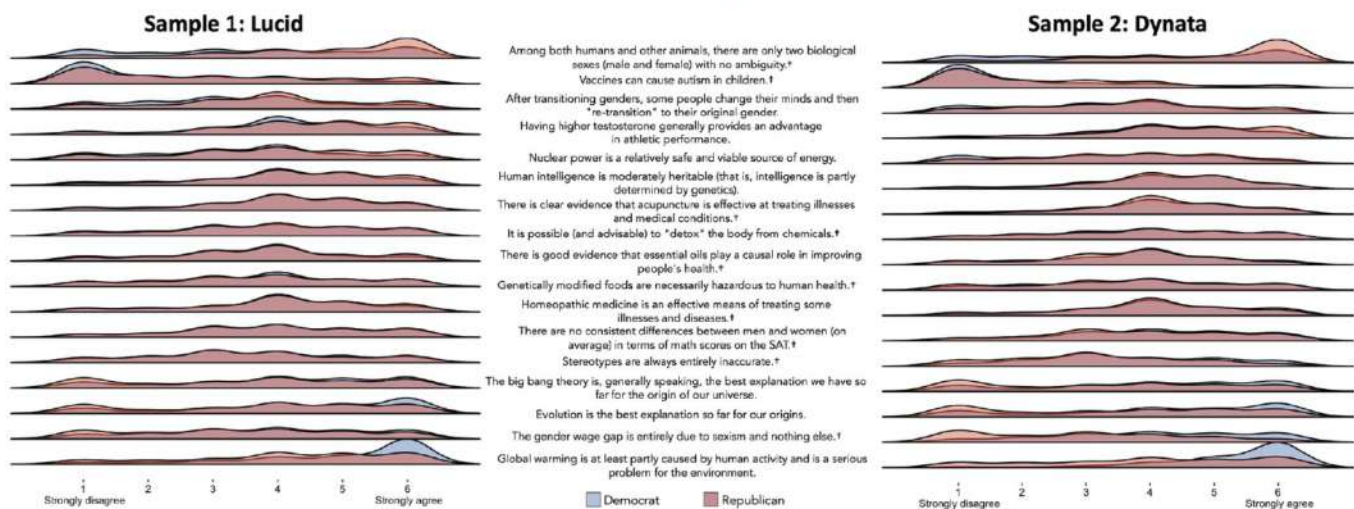 Sample 1: Lucid
Sample 2: Dynata
Among both humans and other animals, there are only two biological
sexes (male and female) with no ambiguity.†
Vaccines can cause autism in children.†
After transitioning genders, some people change their minds and then
"re-transition" to their original gender.
Having higher testosterone generally provides an advantage
in athletic performance.
Nuclear power is a relatively safe and viable source of energy.
Human intelligence is moderately heritable (that is, intelligence is partly
determined by genetics).
There is clear evidence that acupuncture is effective at treating illnesses
and medical conditions.†
It is possible (and advisable) to "detox" the body from chemicals.†
There is good evidence that essential oils play a causal role in improving
people's health.†
Genetically modified foods are necessarily hazardous to human health.†
Homeopathic medicine is an effective means of treating some
illnesses and diseases.†
There are no consistent differences between men and women (on
average) in terms of math scores on the SAT.†
Stereotypes are always entirely inaccurate.†
The big bang theory is, generally speaking, the best explanation we have so
far for the origin of our universe.
Evolution is the best explanation so far for our origins.
The gender wage gap is entirely due to sexism and nothing else.†
Global warming is at least partly caused by human activity and is a serious
problem for the environment.
1 2 3 4 5 6
Strongly disagree Strongly agree
Democrat Republican
1 2 3 4 5 6
Strongly disagree Strongly agree